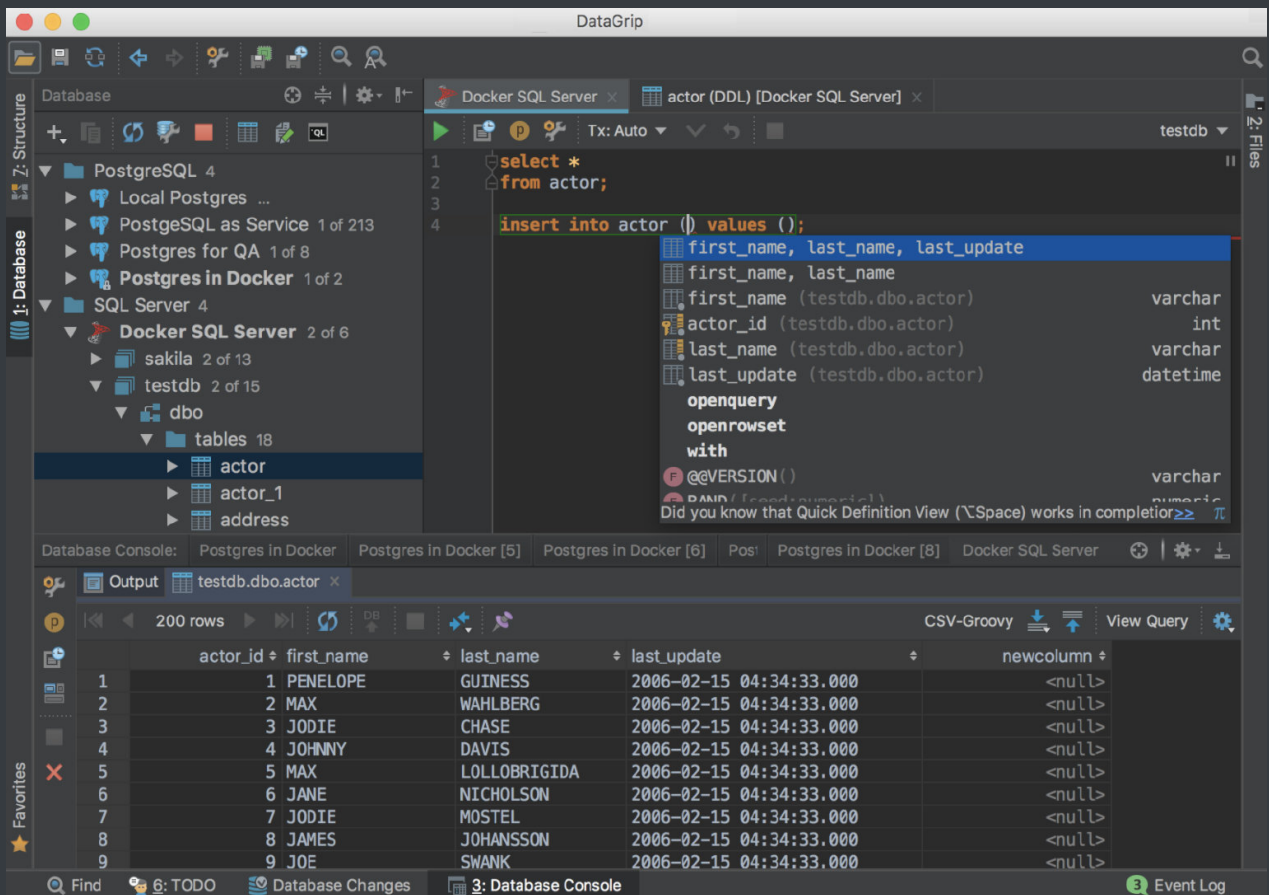 DataGrip
Database
Docker SQL Server
actor (DDL) [Docker SQL Server]
Tx: Auto
testdb
Z: Structure
1: Database
Favorites
2: Files
PostgreSQL 4
Local Postgres ...
PostgeSQL as Service 1 of 213
Postgres for QA 1 of 8
Postgres in Docker 1 of 2
SQL Server 4
Docker SQL Server 2 of 6
sakila 2 of 13
testdb 2 of 15
dbo
tables 18
actor
actor_1
address
1 select *
2 from actor;
3
4 insert into actor () values ();
first_name, last_name, last_update
first_name, last_name
first_name (testdb.dbo.actor) varchar
actor_id (testdb.dbo.actor) int
last_name (testdb.dbo.actor) varchar
last_update (testdb.dbo.actor) datetime
openquery
openrowset
with
@@VERSION() varchar
RAND([seed:numeric]) numeric
Did you know that Quick Definition View (⌥Space) works in completior>> π
Database Console: Postgres in Docker Postgres in Docker [5] Postgres in Docker [6] Post Postgres in Docker [8] Docker SQL Server
Output testdb.dbo.actor
200 rows DB CSV-Groovy View Query
actor_id first_name last_name last_update newcolumn
1 1 PENELOPE GUINESS 2006-02-15 04:34:33.000 <null>
2 2 MAX WAHLBERG 2006-02-15 04:34:33.000 <null>
3 3 JODIE CHASE 2006-02-15 04:34:33.000 <null>
4 4 JOHNNY DAVIS 2006-02-15 04:34:33.000 <null>
5 5 MAX LOLLOBRIGIDA 2006-02-15 04:34:33.000 <null>
6 6 JANE NICHOLSON 2006-02-15 04:34:33.000 <null>
7 7 JODIE MOSTEL 2006-02-15 04:34:33.000 <null>
8 8 JAMES JOHANSSON 2006-02-15 04:34:33.000 <null>
9 9 JOE SWANK 2006-02-15 04:34:33.000 <null>
Find 6: TODO Database Changes 3: Database Console 3 Event Log